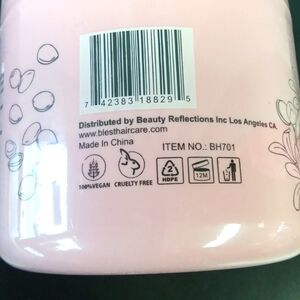 7 42383 18829 5
Distributed by Beauty Reflections Inc Los Angeles CA,
www.blesthaircare.com
Made In China
ITEM NO.: BH701
100%VEGAN CRUELTY FREE 2 HDPE 12M